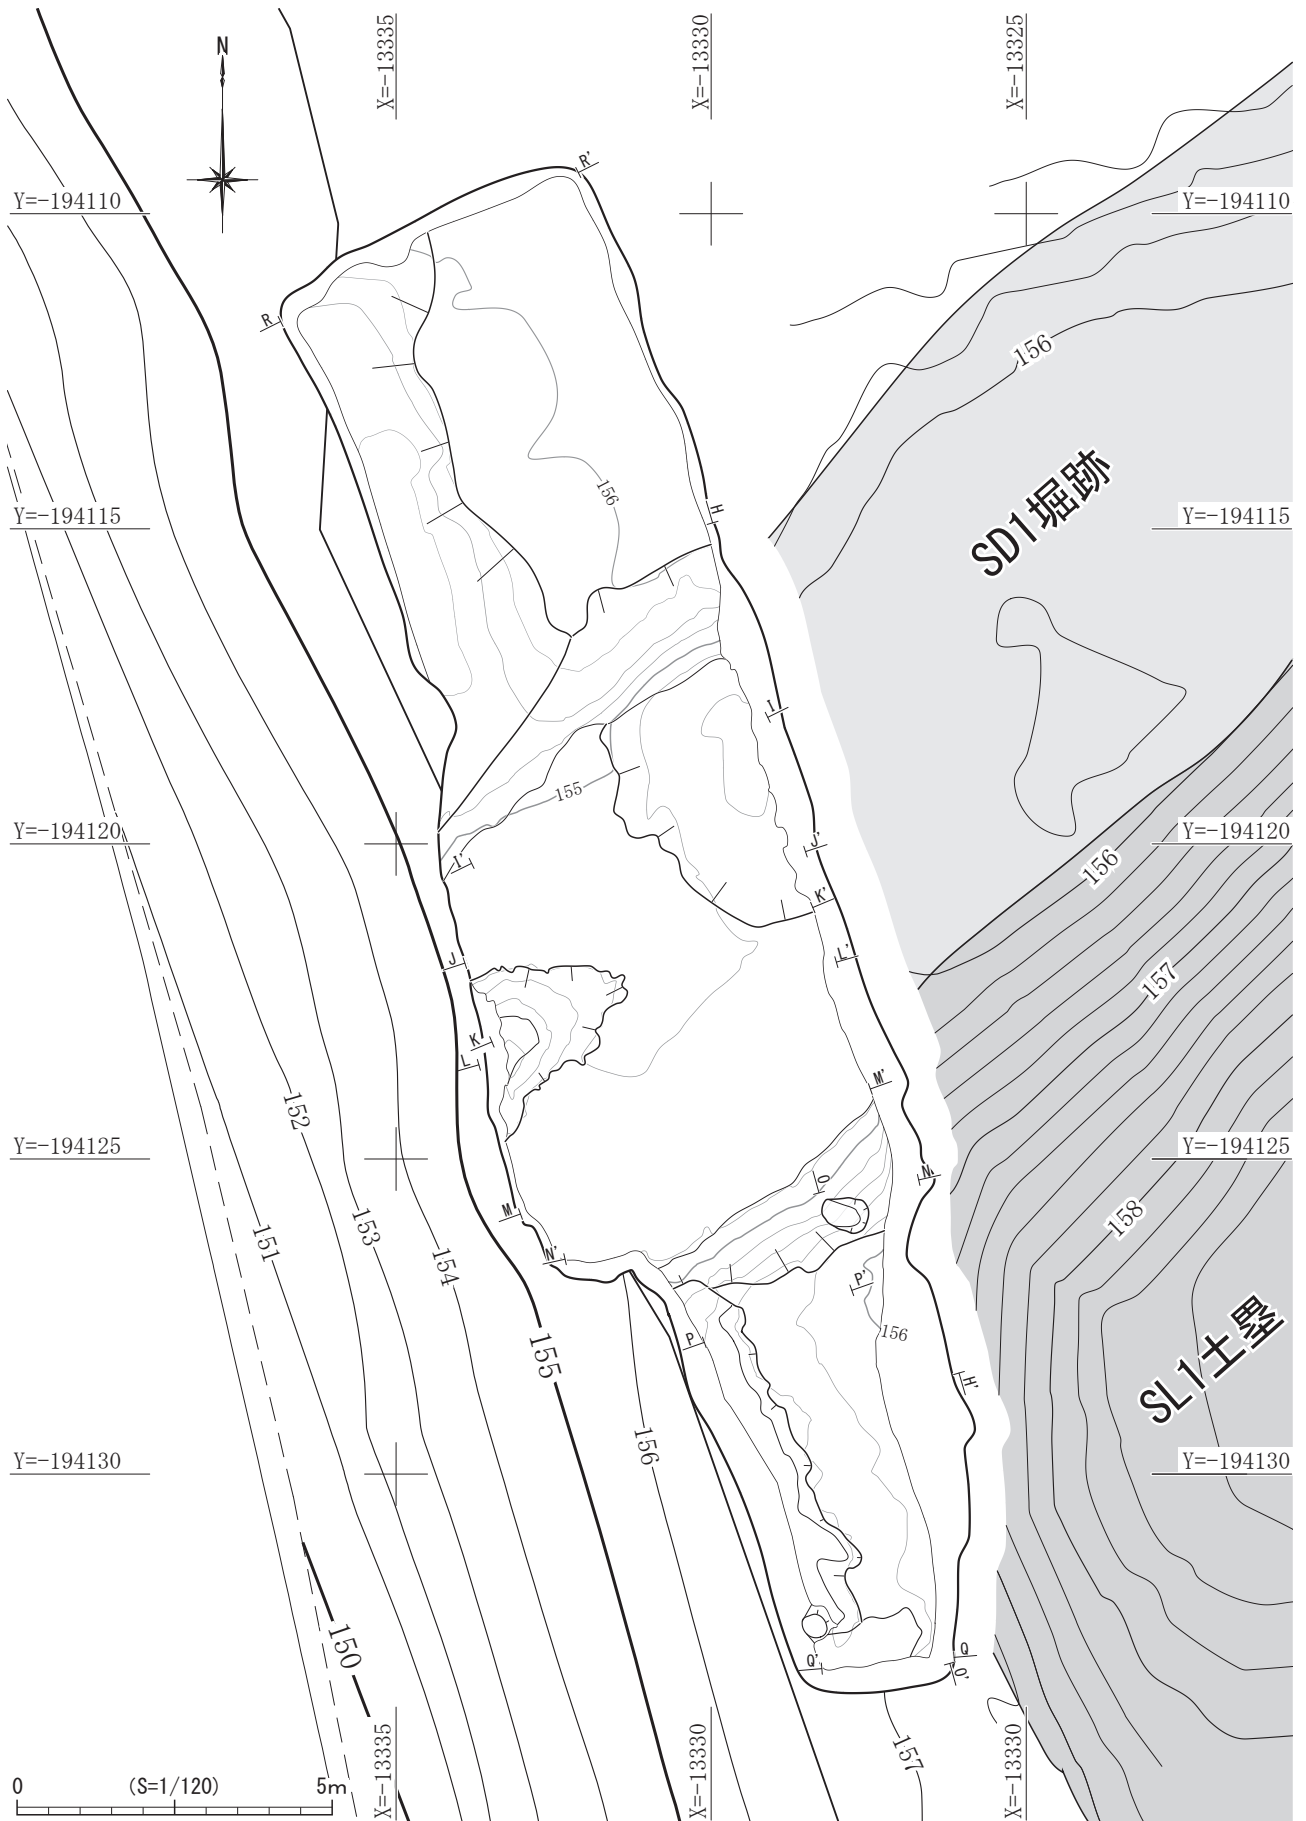 X=-13335
X=-13330
X=-13325
N
R'
Y=-194110
Y=-194110
R
156
156
H
SD1堀跡
Y=-194115
Y=-194115
I
155
Y=-194120
J'
Y=-194120
I'
156
K'
L'
J
157
K
L
M'
152
Y=-194125
Y=-194125
N
O
M
153
158
151
N'
154
P'
156
P
155
H'
SL1土塁
156
Y=-194130
Y=-194130
150
Q'
Q
O'
157
X=-13335
X=-13330
X=-13330
0 (S=1/120) 5m